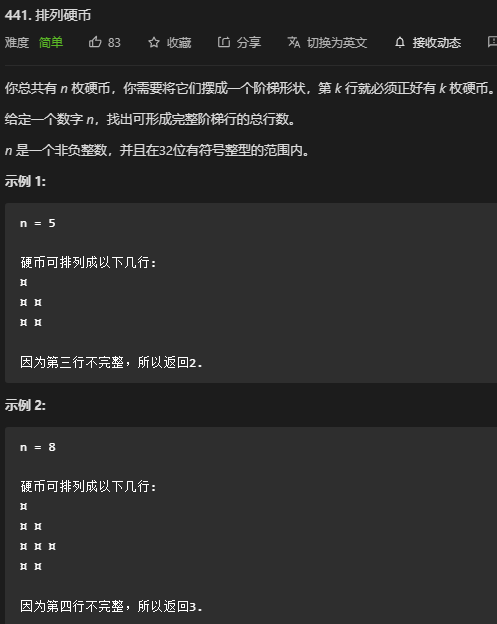 441. 排列硬币
难度 简单 83 收藏 分享 切换为英文 接收动态
你总共有 n 枚硬币，你需要将它们摆成一个阶梯形状，第 k 行就必须正好有 k 枚硬币。
给定一个数字 n，找出可形成完整阶梯行的总行数。
n 是一个非负整数，并且在32位有符号整型的范围内。
示例 1:
n = 5
硬币可排列成以下几行:
¤
¤ ¤
¤ ¤
因为第三行不完整，所以返回2.
示例 2:
n = 8
硬币可排列成以下几行:
¤
¤ ¤
¤ ¤ ¤
¤ ¤
因为第四行不完整，所以返回3.